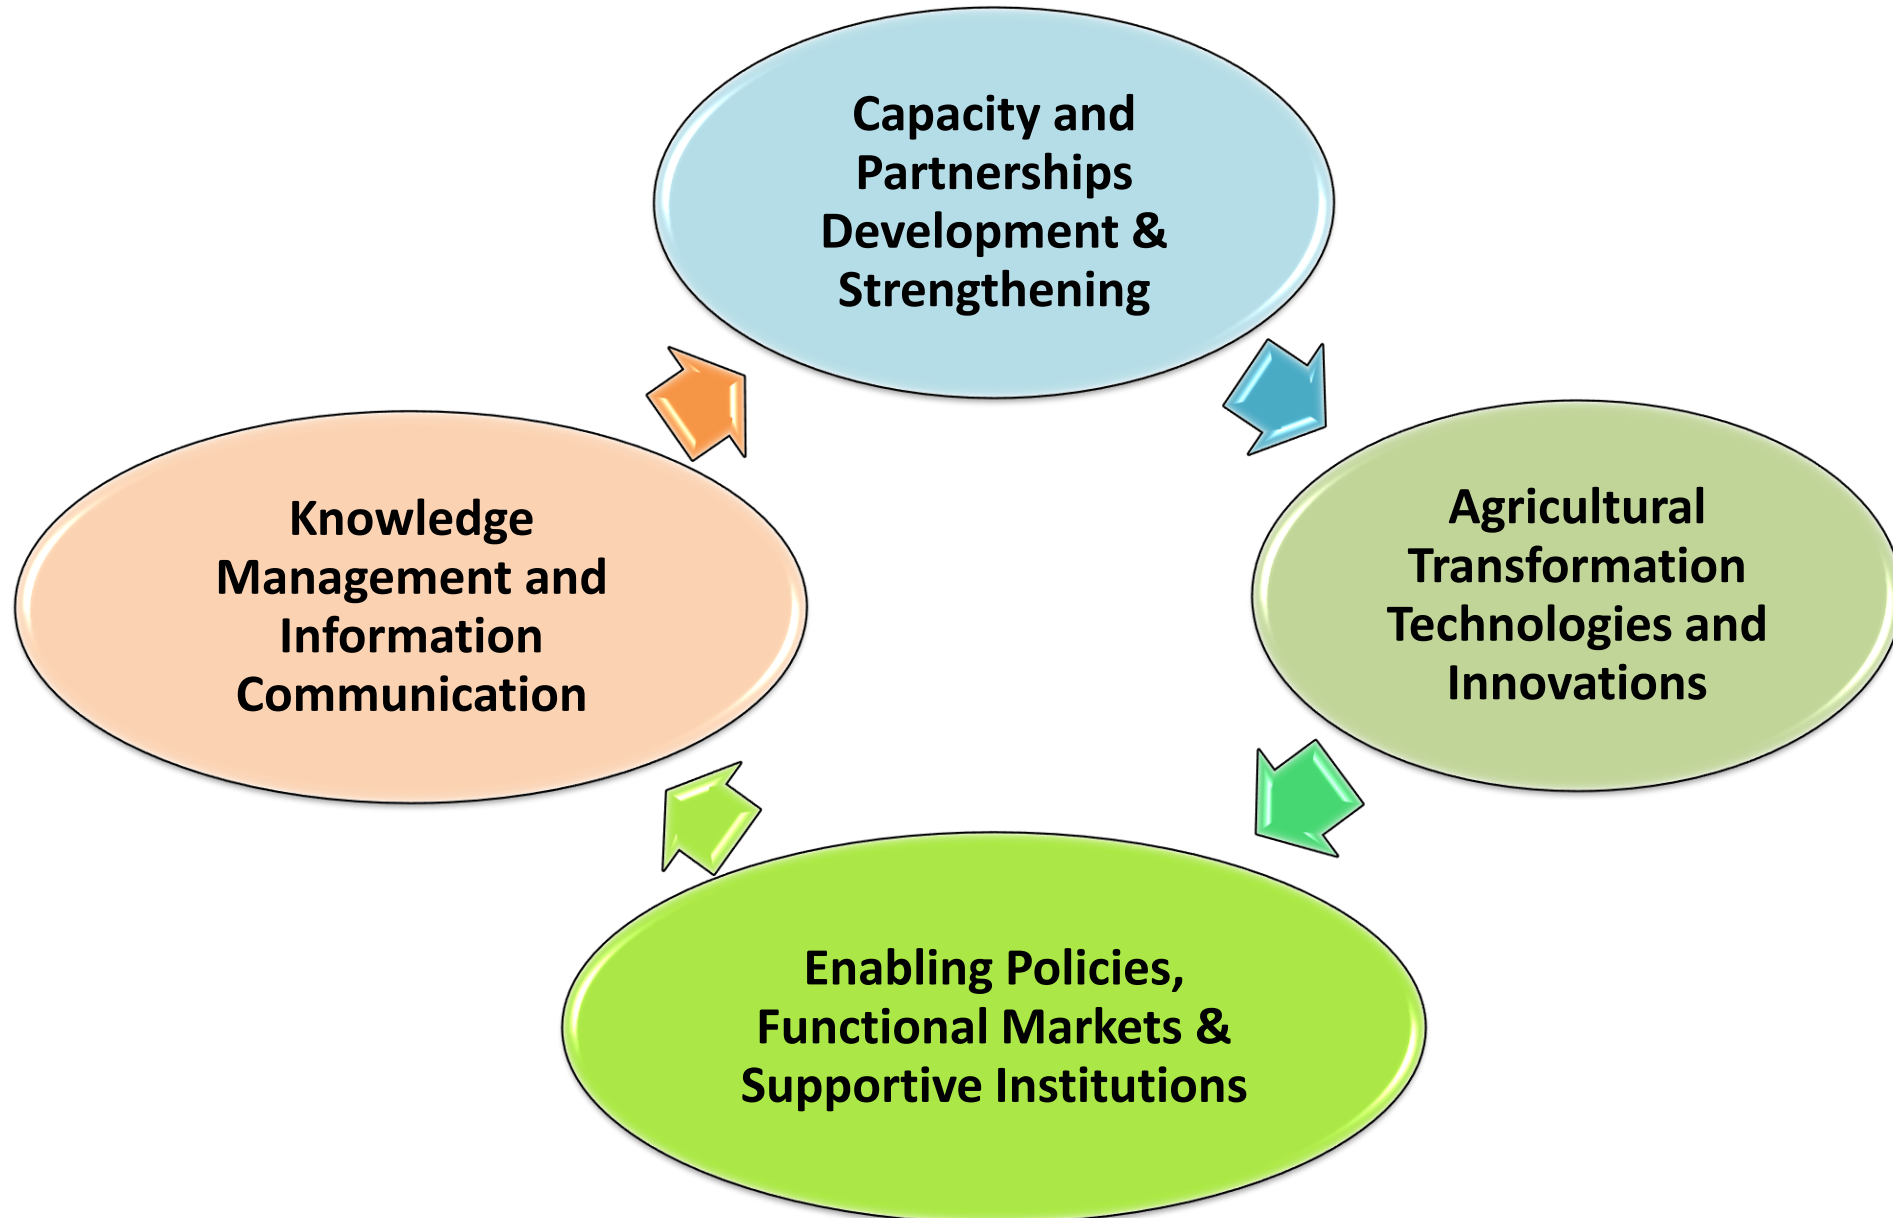 Capacity and
Partnerships
Development &
Strengthening
Knowledge
Management and
Information
Communication
Agricultural
Transformation
Technologies and
Innovations
Enabling Policies,
Functional Markets &
Supportive Institutions